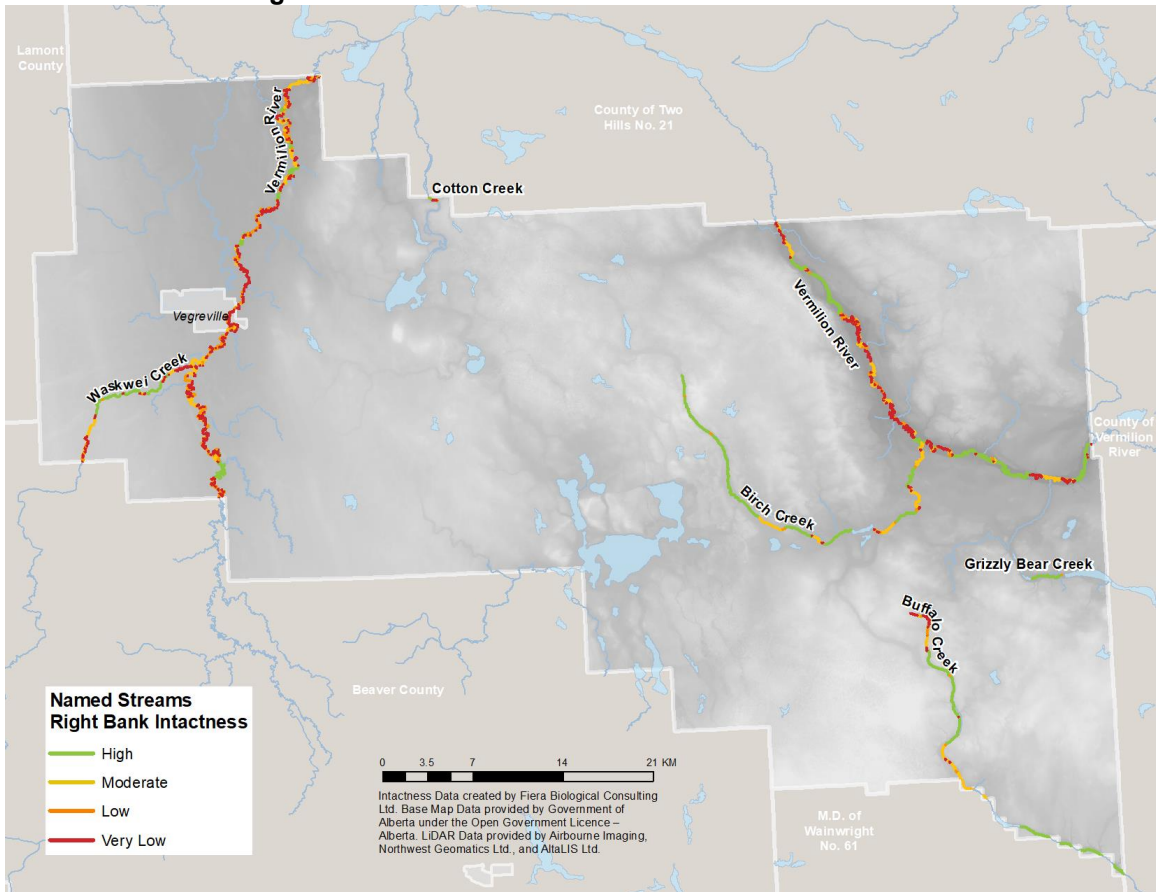 Lamont
County
County of Two
Hills No. 21
Vermilion River
Cotton Creek
Vegreville
Waskwei Creek
Vermilion River
County of
Vermilion
River
Birch Creek
Grizzly Bear Creek
Buffalo Creek
Beaver County
M.D. of
Wainwright
No. 61
Named Streams
Right Bank Intactness
High
Moderate
Low
Very Low
0 3.5 7 14 21 KM
Intactness Data created by Fiera Biological Consulting
Ltd. Base Map Data provided by Government of
Alberta under the Open Government Licence –
Alberta. LiDAR Data provided by Airbourne Imaging,
Northwest Geomatics Ltd., and AltaLIS Ltd.